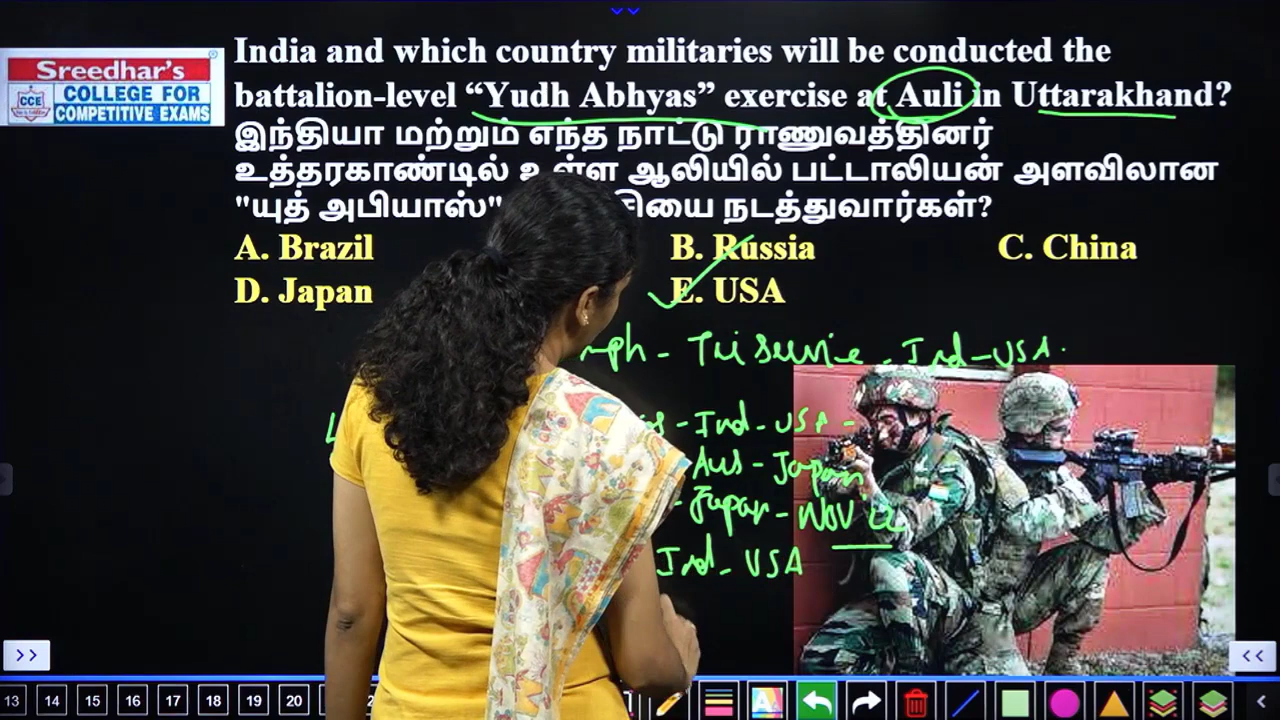 Sreedhar's
CCE
COLLEGE FOR
COMPETITIVE EXAMS
India and which country militaries will be conducted the
battalion-level “Yudh Abhyas” exercise at Auli in Uttarakhand?
இந்தியா மற்றும் எந்த நாட்டு ராணுவத்தினர்
உத்தரகாண்டில் உள்ள ஆலியில் பட்டாலியன் அளவிலான
"யுத் அபியாஸ்" நடத்துவார்கள்?
A. Brazil B. Russia C. China
D. Japan E. USA
- Tri Service - Ind - USA.
- Ind - USA -
Aus - Japan
- Japan - Nov'22
Ind - USA
>> <<
13 14 15 16 17 18 19 20